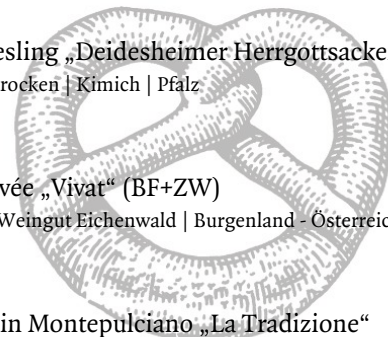 esling „Deidesheimer Herrgottsacke
rocken | Kimich | Pfalz
vée „Vivat“ (BF+ZW)
Weingut Eichenwald | Burgenland - Österreic
in Montepulciano „La Tradizione“